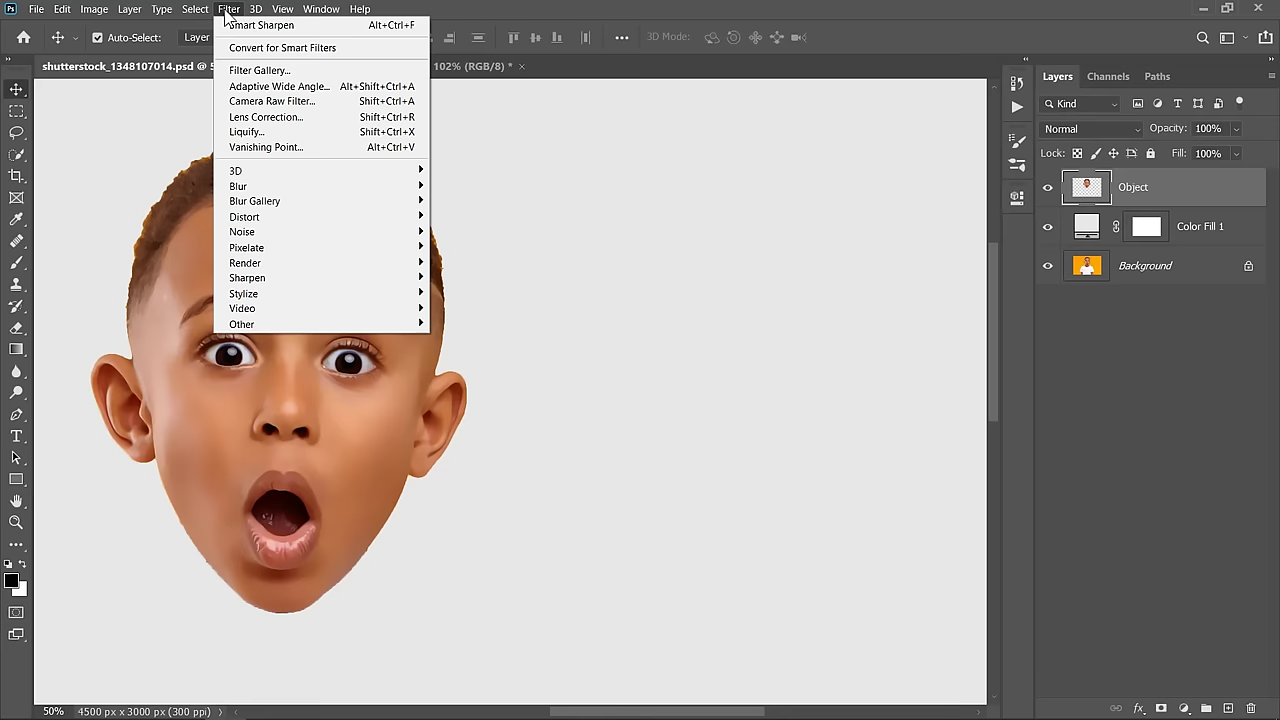 Ps File Edit Image Layer Type Select Filter 3D View Window Help
Auto-Select: Layer 3D Mode:
shutterstock_1348107014.psd @ 5 102% (RGB/8) * ×
Smart Sharpen Alt+Ctrl+F
Convert for Smart Filters
Filter Gallery...
Adaptive Wide Angle... Alt+Shift+Ctrl+A
Camera Raw Filter... Shift+Ctrl+A
Lens Correction... Shift+Ctrl+R
Liquify... Shift+Ctrl+X
Vanishing Point... Alt+Ctrl+V
3D
Blur
Blur Gallery
Distort
Noise
Pixelate
Render
Sharpen
Stylize
Video
Other
Layers Channels Paths
Kind
Normal Opacity: 100%
Lock: Fill: 100%
Object
Color Fill 1
Background
50% 4500 px x 3000 px (300 ppi)